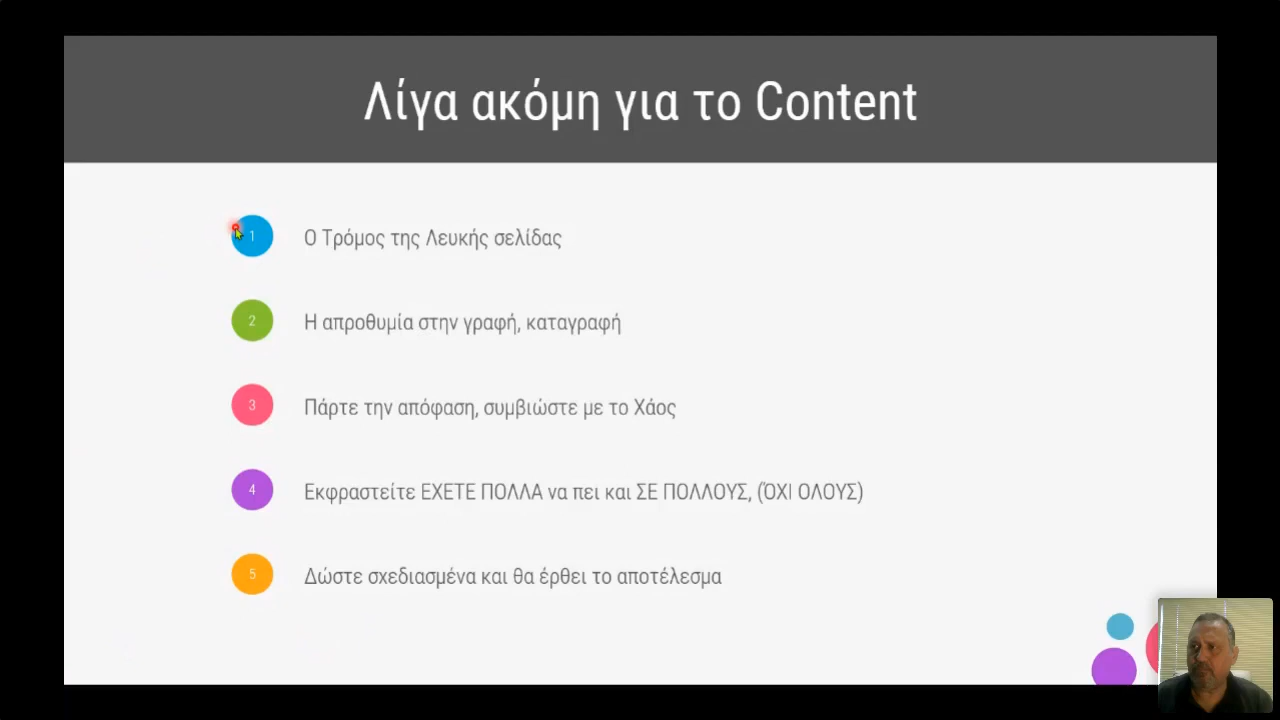 Λίγα ακόμη για το Content
1 Ο Τρόμος της Λευκής σελίδας
2 Η απροθυμία στην γραφή, καταγραφή
3 Πάρτε την απόφαση, συμβιώστε με το Χάος
4 Εκφραστείτε ΕΧΕΤΕ ΠΟΛΛΑ να πει και ΣΕ ΠΟΛΛΟΥΣ, (ΌΧΙ ΟΛΟΥΣ)
5 Δώστε σχεδιασμένα και θα έρθει το αποτέλεσμα